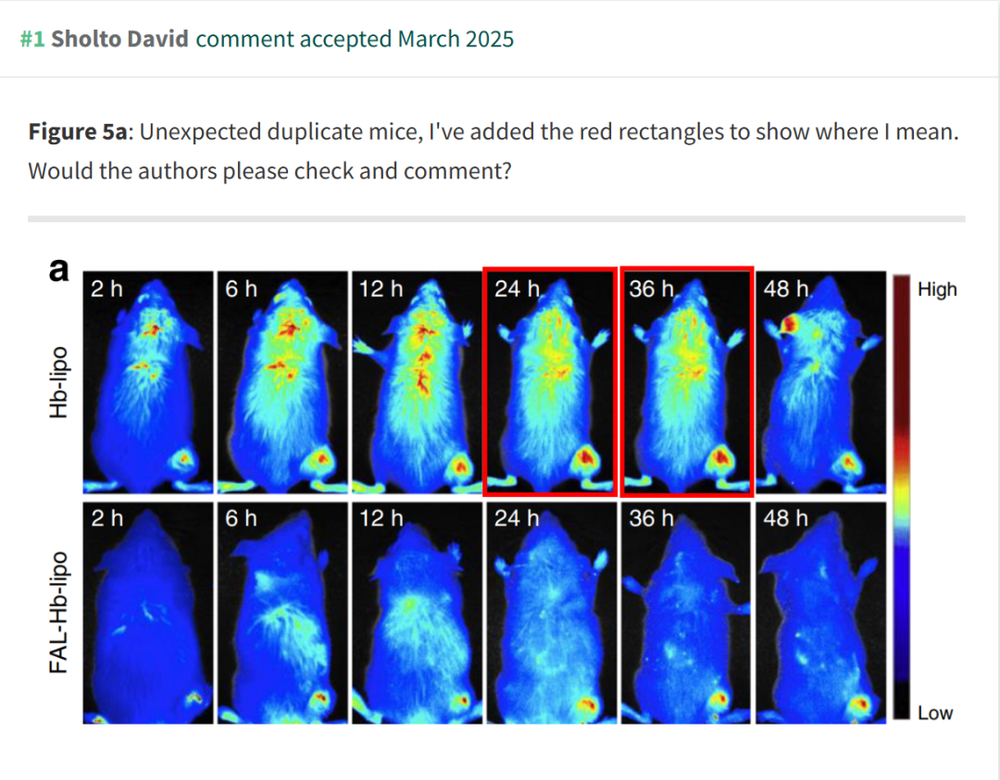 #1 Sholto David comment accepted March 2025
Figure 5a: Unexpected duplicate mice, I've added the red rectangles to show where I mean.
Would the authors please check and comment?
a
2 h 6 h 12 h 24 h 36 h 48 h
High
Hb-lipo
2 h 6 h 12 h 24 h 36 h 48 h
FAL-Hb-lipo
Low